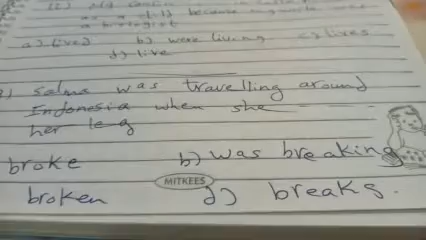 because
a) lived b) were living c) lives
d) live
Salma was travelling around
Indonesia when she
her leg
broke b) was breaking
MITKEES
broken d) breaks.